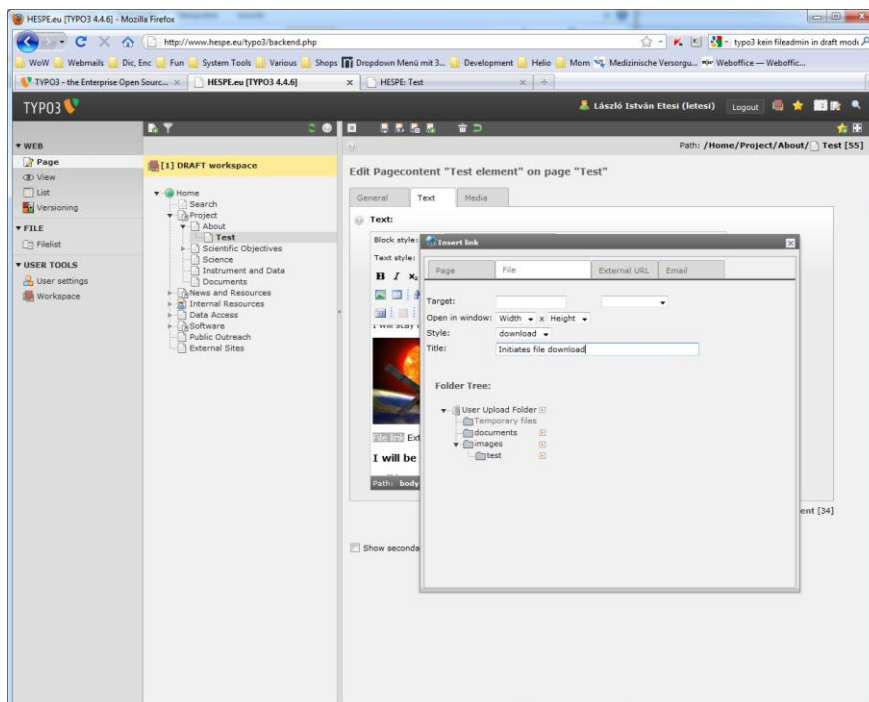 HESPE.eu [TYPO3 4.4.6] - Mozilla Firefox
http://www.hespe.eu/typo3/backend.php
typo3 kein fileadmin in draft modu
WoW Webmails Dic, Enc Fun System Tools Various Shops Dropdown Menü mit 3... Development Helio Mom Medizinische Versorgu... Weboffice — Weboffic...
TYPO3 - the Enterprise Open Sourc... HESPE.eu [TYPO3 4.4.6] HESPE: Test
TYPO3 László István Etesi (letesi) Logout
Path: /Home/Project/About/ Test [55]
WEB
Page
View
List
Versioning
FILE
Filelist
USER TOOLS
User settings
Workspace
[1] DRAFT workspace
Home
Search
Project
About
Test
Scientific Objectives
Science
Instrument and Data
Documents
News and Resources
Internal Resources
Data Access
Software
Public Outreach
External Sites
Edit Pagecontent "Test element" on page "Test"
General Text Media
Text:
Block style:
Text style:
B I x₂
I will stay
File link Ext
I will be
Path: body
ent [34]
Show seconda
Insert link
Page File External URL Email
Target:
Open in window: Width x Height
Style: download
Title: Initiates file download
Folder Tree:
User Upload Folder
Temporary files
documents
images
test